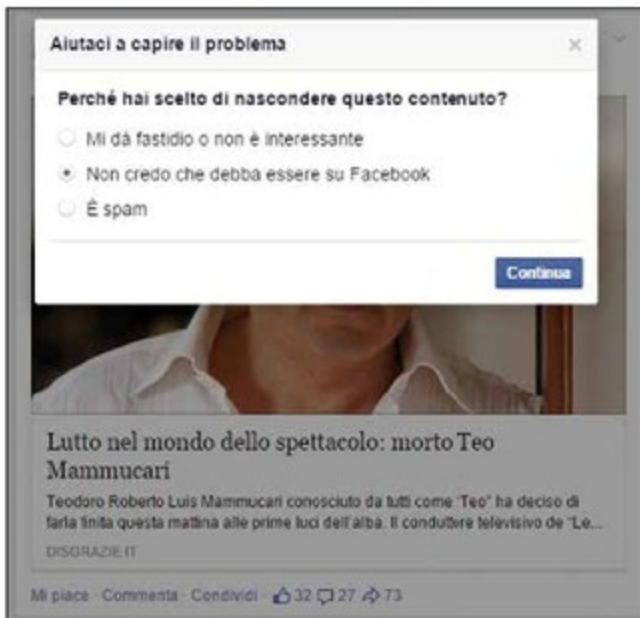 Aiutaci a capire il problema
Perché hai scelto di nascondere questo contenuto?
Mi dà fastidio o non è interessante
Non credo che debba essere su Facebook
È spam
Continua
Lutto nel mondo dello spettacolo: morto Teo
Mammucari
Teodoro Roberto Luis Mammucari conosciuto da tutti come "Teo" ha deciso di
farla finita questa mattina alle prime luci dell'alba. Il conduttore televisivo de "Le...
DISGRAZIE.IT
Mi piace · Commenta · Condividi · 32 27 73